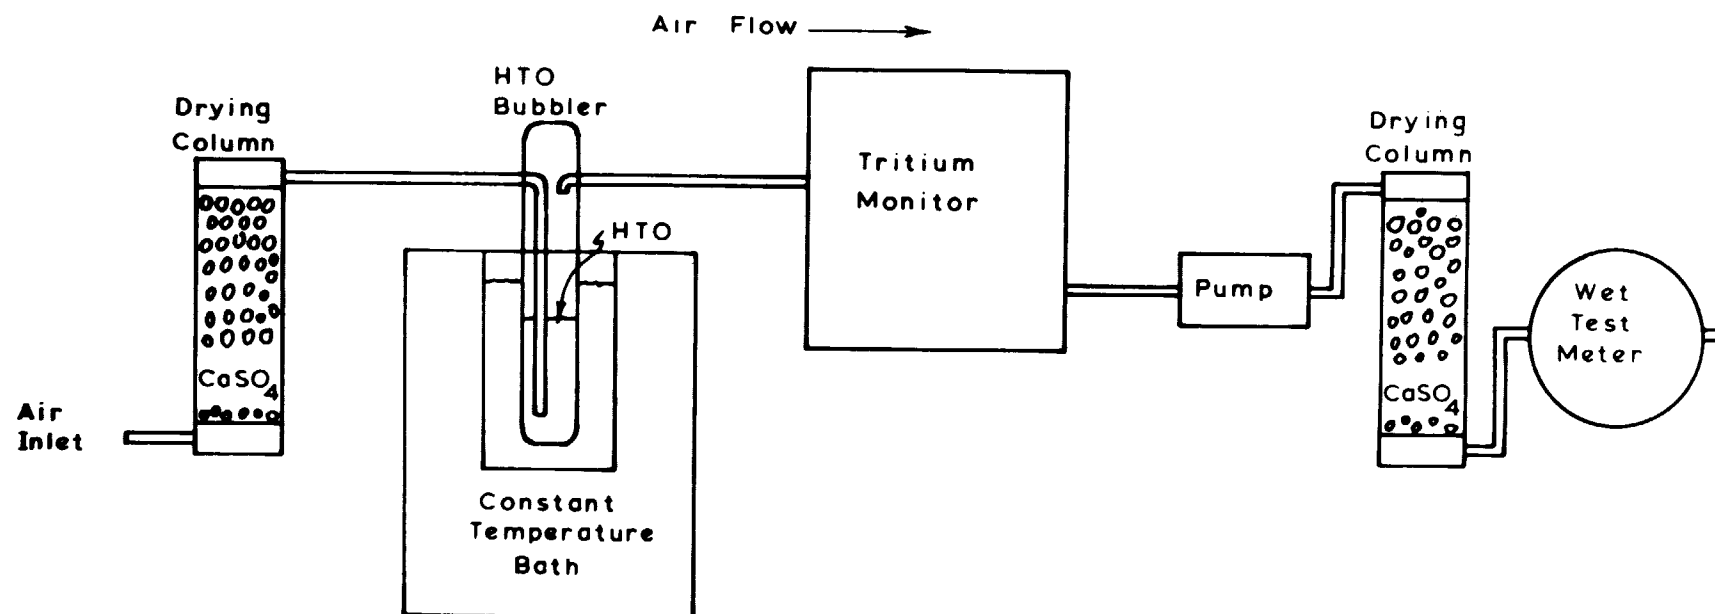 Air Flow
HTO
Bubbler
Drying
Column
Tritium
Monitor
Drying
Column
HTO
Pump
Wet
Test
Meter
CaSO4
CaSO4
Air
Inlet
Constant
Temperature
Bath